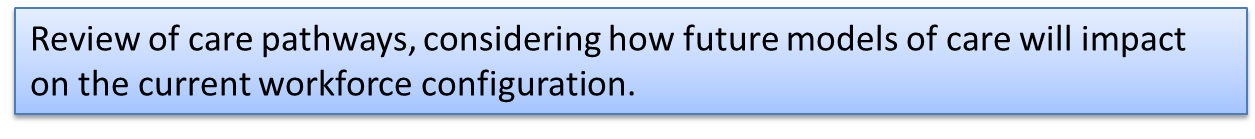 Review of care pathways, considering how future models of care will impact
on the current workforce configuration.